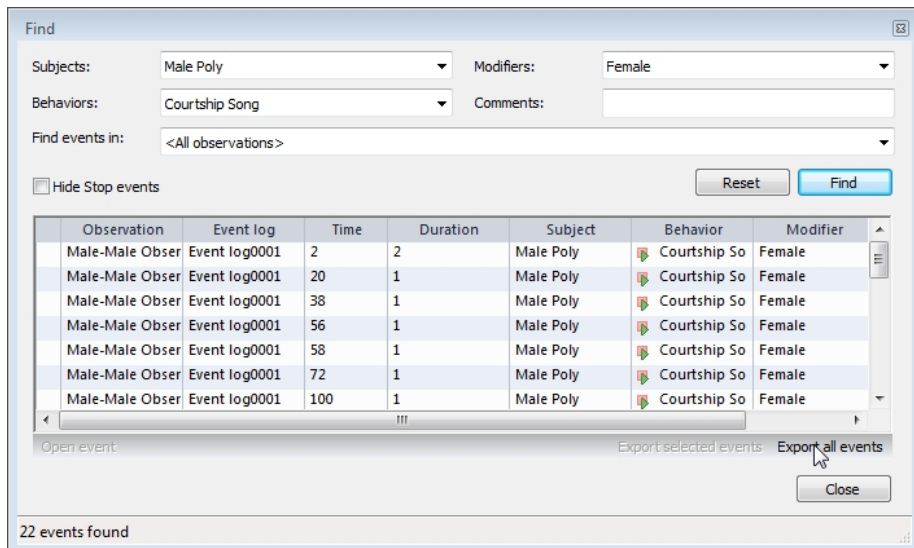 Find
Subjects: Male Poly Modifiers: Female
Behaviors: Courtship Song Comments:
Find events in: <All observations>
Hide Stop events Reset Find
Observation Event log Time Duration Subject Behavior Modifier
Male-Male Obser Event log0001 2 2 Male Poly Courtship So Female
Male-Male Obser Event log0001 20 1 Male Poly Courtship So Female
Male-Male Obser Event log0001 38 1 Male Poly Courtship So Female
Male-Male Obser Event log0001 56 1 Male Poly Courtship So Female
Male-Male Obser Event log0001 58 1 Male Poly Courtship So Female
Male-Male Obser Event log0001 72 1 Male Poly Courtship So Female
Male-Male Obser Event log0001 100 1 Male Poly Courtship So Female
Open event Export selected events Export all events
Close
22 events found